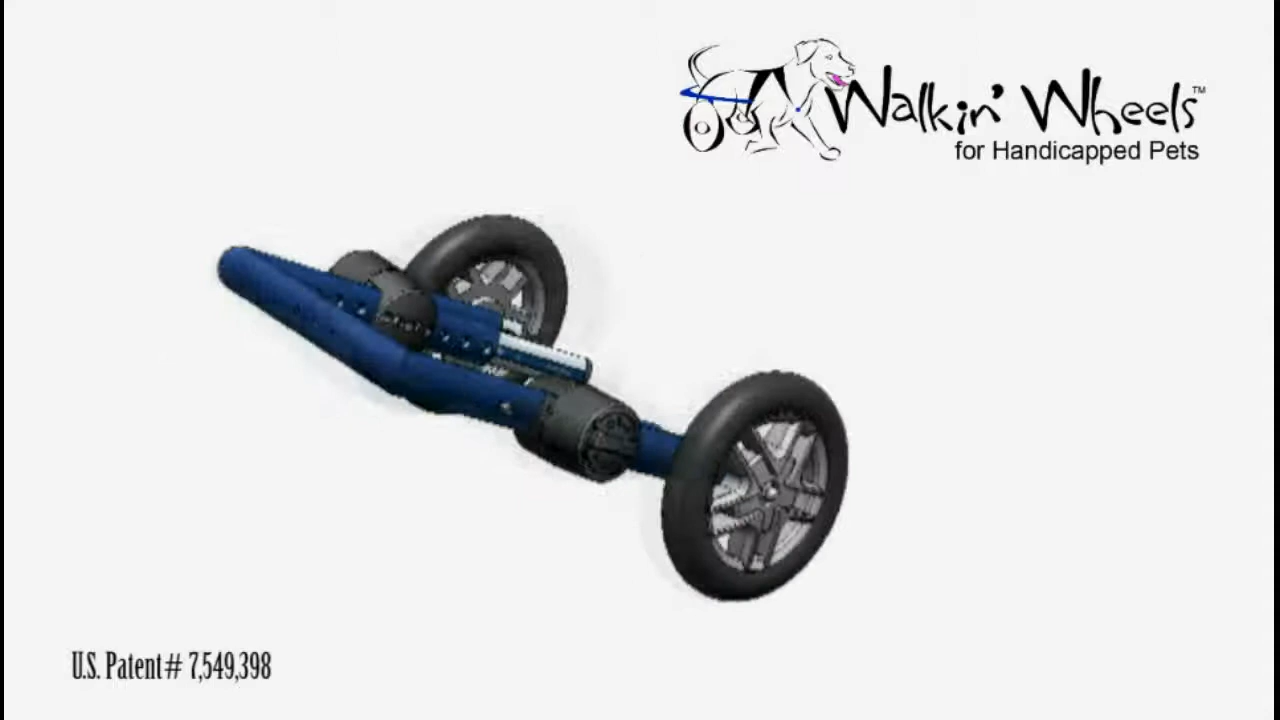 Walkin' Wheels™
for Handicapped Pets
U.S. Patent# 7,549,398